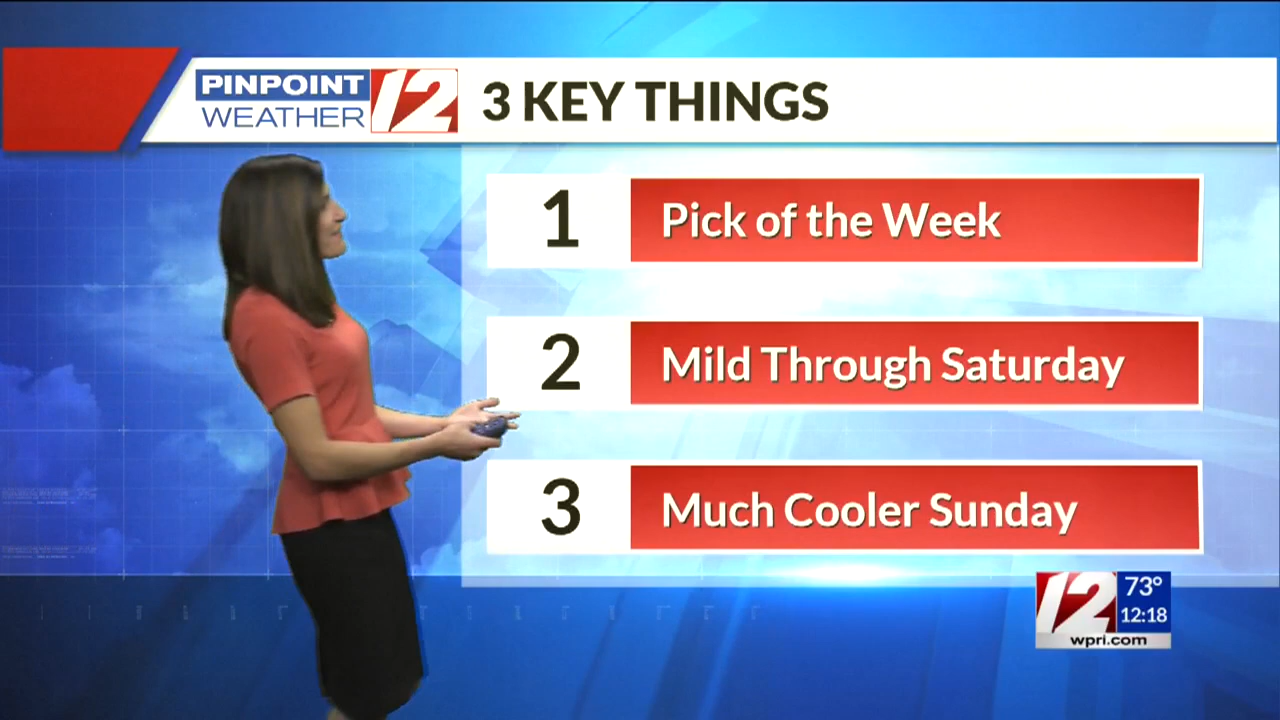 PINPOINT
WEATHER 12
3 KEY THINGS
1 Pick of the Week
2 Mild Through Saturday
3 Much Cooler Sunday
12 73°
12:18
wpri.com